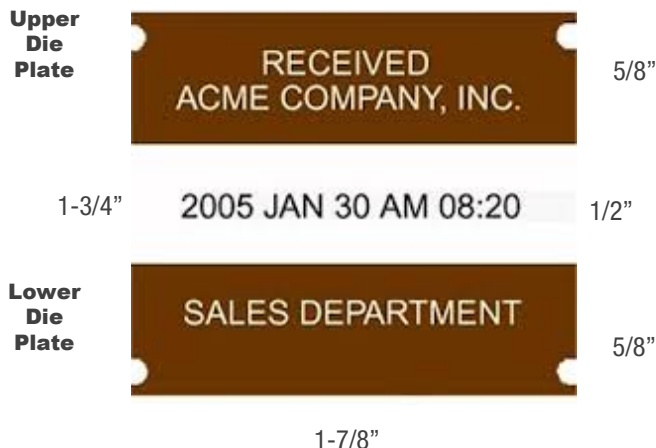 Upper
Die
Plate
RECEIVED
ACME COMPANY, INC.
5/8”
1-3/4”
2005 JAN 30 AM 08:20
1/2”
Lower
Die
Plate
SALES DEPARTMENT
5/8”
1-7/8”